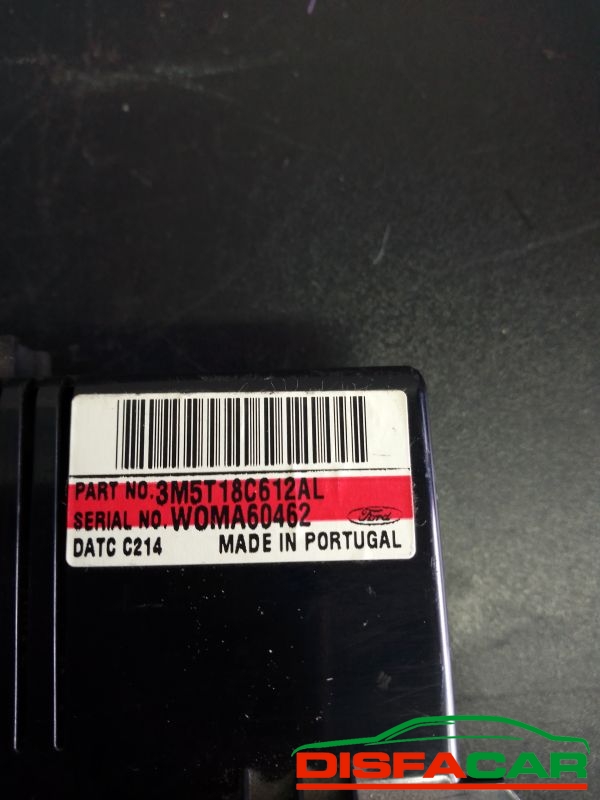 PART NO. 3M5T18C612AL
SERIAL NO. WOMA60462
Ford
DATC C214 MADE IN PORTUGAL
DISFACAR